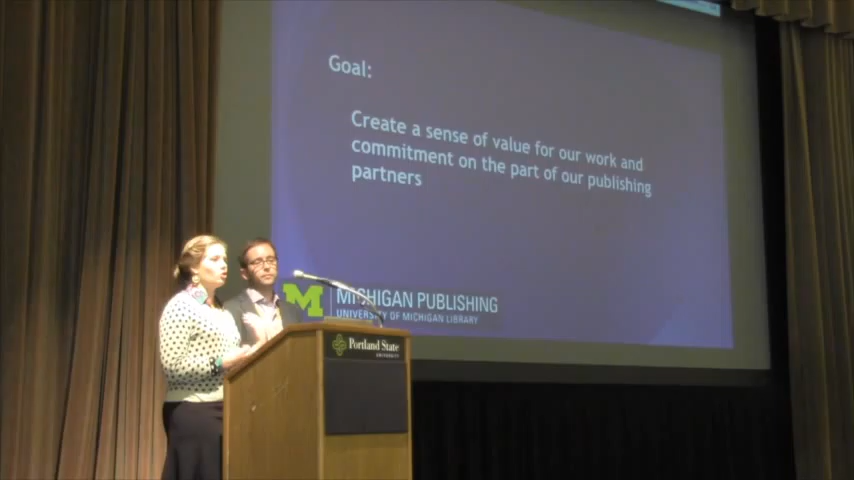 Goal:
Create a sense of value for our work and
commitment on the part of our publishing
partners
M
MICHIGAN PUBLISHING
UNIVERSITY OF MICHIGAN LIBRARY
Portland State
UNIVERSITY